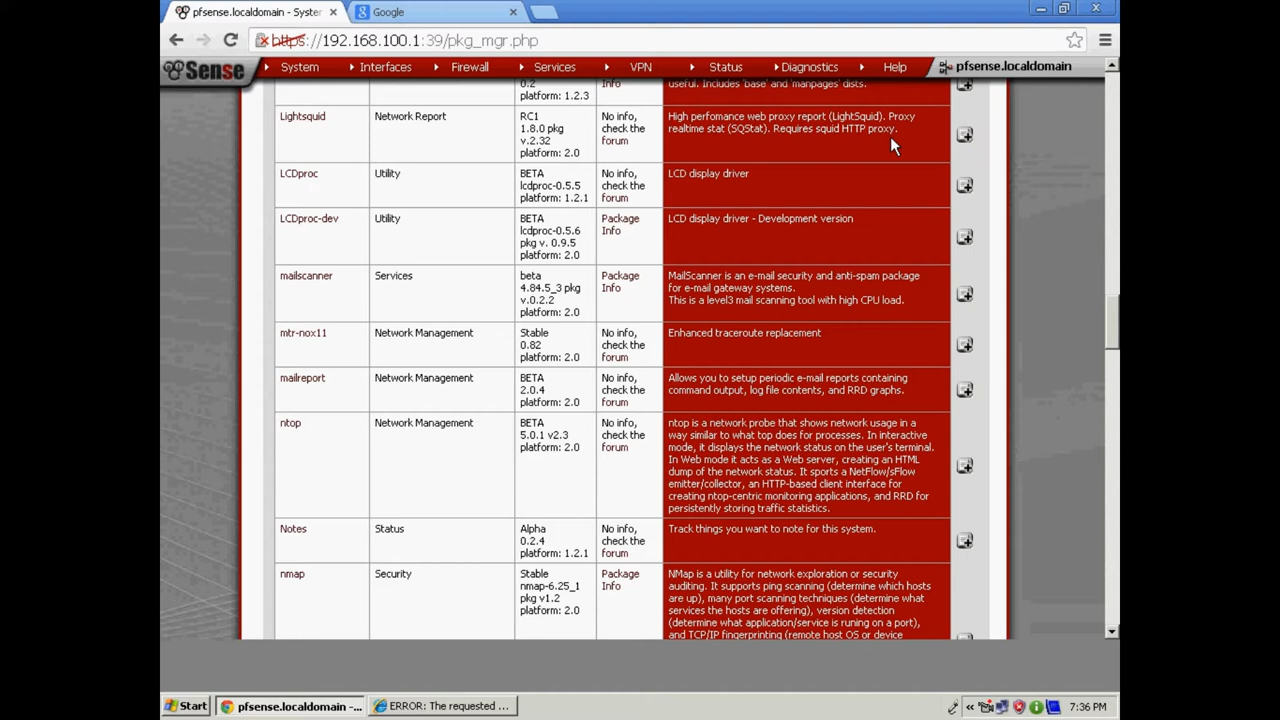 pfsense.localdomain - System
Google
https://192.168.100.1:39/pkg_mgr.php
Sense
System
Interfaces
Firewall
Services
VPN
Status
Diagnostics
Help
pfsense.localdomain
0.2
platform: 1.2.3
Info
useful. Includes 'base' and 'manpages' dists.
Lightsquid
Network Report
RC1
1.8.0 pkg
v.2.32
platform: 2.0
No info,
check the
forum
High perfomance web proxy report (LightSquid). Proxy
realtime stat (SQStat). Requires squid HTTP proxy.
LCDproc
Utility
BETA
lcdproc-0.5.5
platform: 1.2.1
No info,
check the
forum
LCD display driver
LCDproc-dev
Utility
BETA
lcdproc-0.5.6
pkg v. 0.9.5
platform: 2.0
Package
Info
LCD display driver - Development version
mailscanner
Services
beta
4.84.5_3 pkg
v.0.2.2
platform: 2.0
Package
Info
MailScanner is an e-mail security and anti-spam package
for e-mail gateway systems.
This is a level3 mail scanning tool with high CPU load.
mtr-nox11
Network Management
Stable
0.82
platform: 2.0
No info,
check the
forum
Enhanced traceroute replacement
mailreport
Network Management
BETA
2.0.4
platform: 2.0
No info,
check the
forum
Allows you to setup periodic e-mail reports containing
command output, log file contents, and RRD graphs.
ntop
Network Management
BETA
5.0.1 v2.3
platform: 2.0
No info,
check the
forum
ntop is a network probe that shows network usage in a
way similar to what top does for processes. In interactive
mode, it displays the network status on the user's terminal.
In Web mode it acts as a Web server, creating an HTML
dump of the network status. It sports a NetFlow/sFlow
emitter/collector, an HTTP-based client interface for
creating ntop-centric monitoring applications, and RRD for
persistently storing traffic statistics.
Notes
Status
Alpha
0.2.4
platform: 1.2.1
No info,
check the
forum
Track things you want to note for this system.
nmap
Security
Stable
nmap-6.25_1
pkg v1.2
platform: 2.0
Package
Info
NMap is a utility for network exploration or security
auditing. It supports ping scanning (determine which hosts
are up), many port scanning techniques (determine what
services the hosts are offering), version detection
(determine what application/service is runing on a port),
and TCP/IP fingerprinting (remote host OS or device
Start
pfsense.localdomain -...
ERROR: The requested ...
7:36 PM